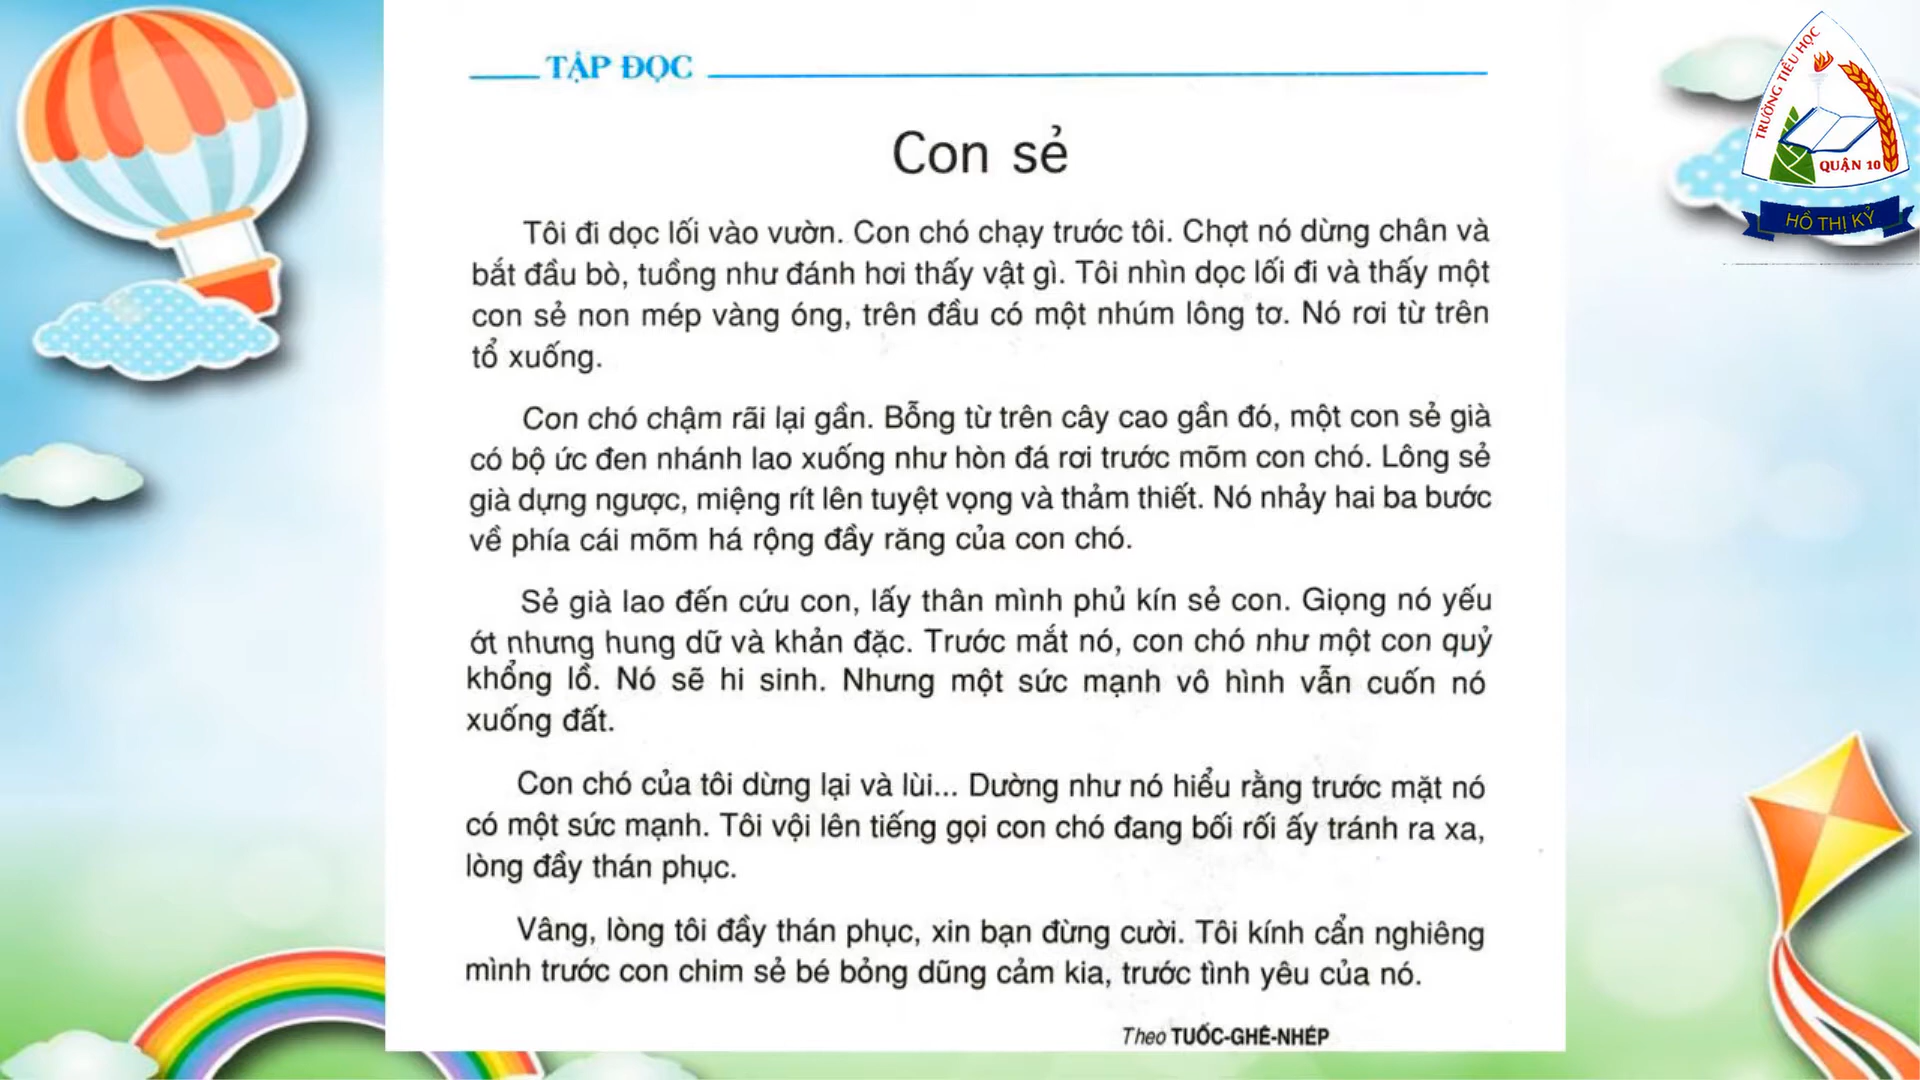 TẬP ĐỌC
Con sẻ
Tôi đi dọc lối vào vườn. Con chó chạy trước tôi. Chợt nó dừng chân và
bắt đầu bò, tuồng như đánh hơi thấy vật gì. Tôi nhìn dọc lối đi và thấy một
con sẻ non mép vàng óng, trên đầu có một nhúm lông tơ. Nó rơi từ trên
tổ xuống.
Con chó chậm rãi lại gần. Bỗng từ trên cây cao gần đó, một con sẻ già
có bộ ức đen nhánh lao xuống như hòn đá rơi trước mõm con chó. Lông sẻ
già dựng ngược, miệng rít lên tuyệt vọng và thảm thiết. Nó nhảy hai ba bước
về phía cái mõm há rộng đầy răng của con chó.
Sẻ già lao đến cứu con, lấy thân mình phủ kín sẻ con. Giọng nó yếu
ớt nhưng hung dữ và khản đặc. Trước mắt nó, con chó như một con quỷ
khổng lồ. Nó sẽ hi sinh. Nhưng một sức mạnh vô hình vẫn cuốn nó
xuống đất.
Con chó của tôi dừng lại và lùi... Dường như nó hiểu rằng trước mặt nó
có một sức mạnh. Tôi vội lên tiếng gọi con chó đang bối rối ấy tránh ra xa,
lòng đầy thán phục.
Vâng, lòng tôi đầy thán phục, xin bạn đừng cười. Tôi kính cẩn nghiêng
mình trước con chim sẻ bé bỏng dũng cảm kia, trước tình yêu của nó.
Theo TUỐC-GHÊ-NHÉP
TRƯỜNG TIỂU HỌC
QUẬN 10
HỒ THỊ KỶ